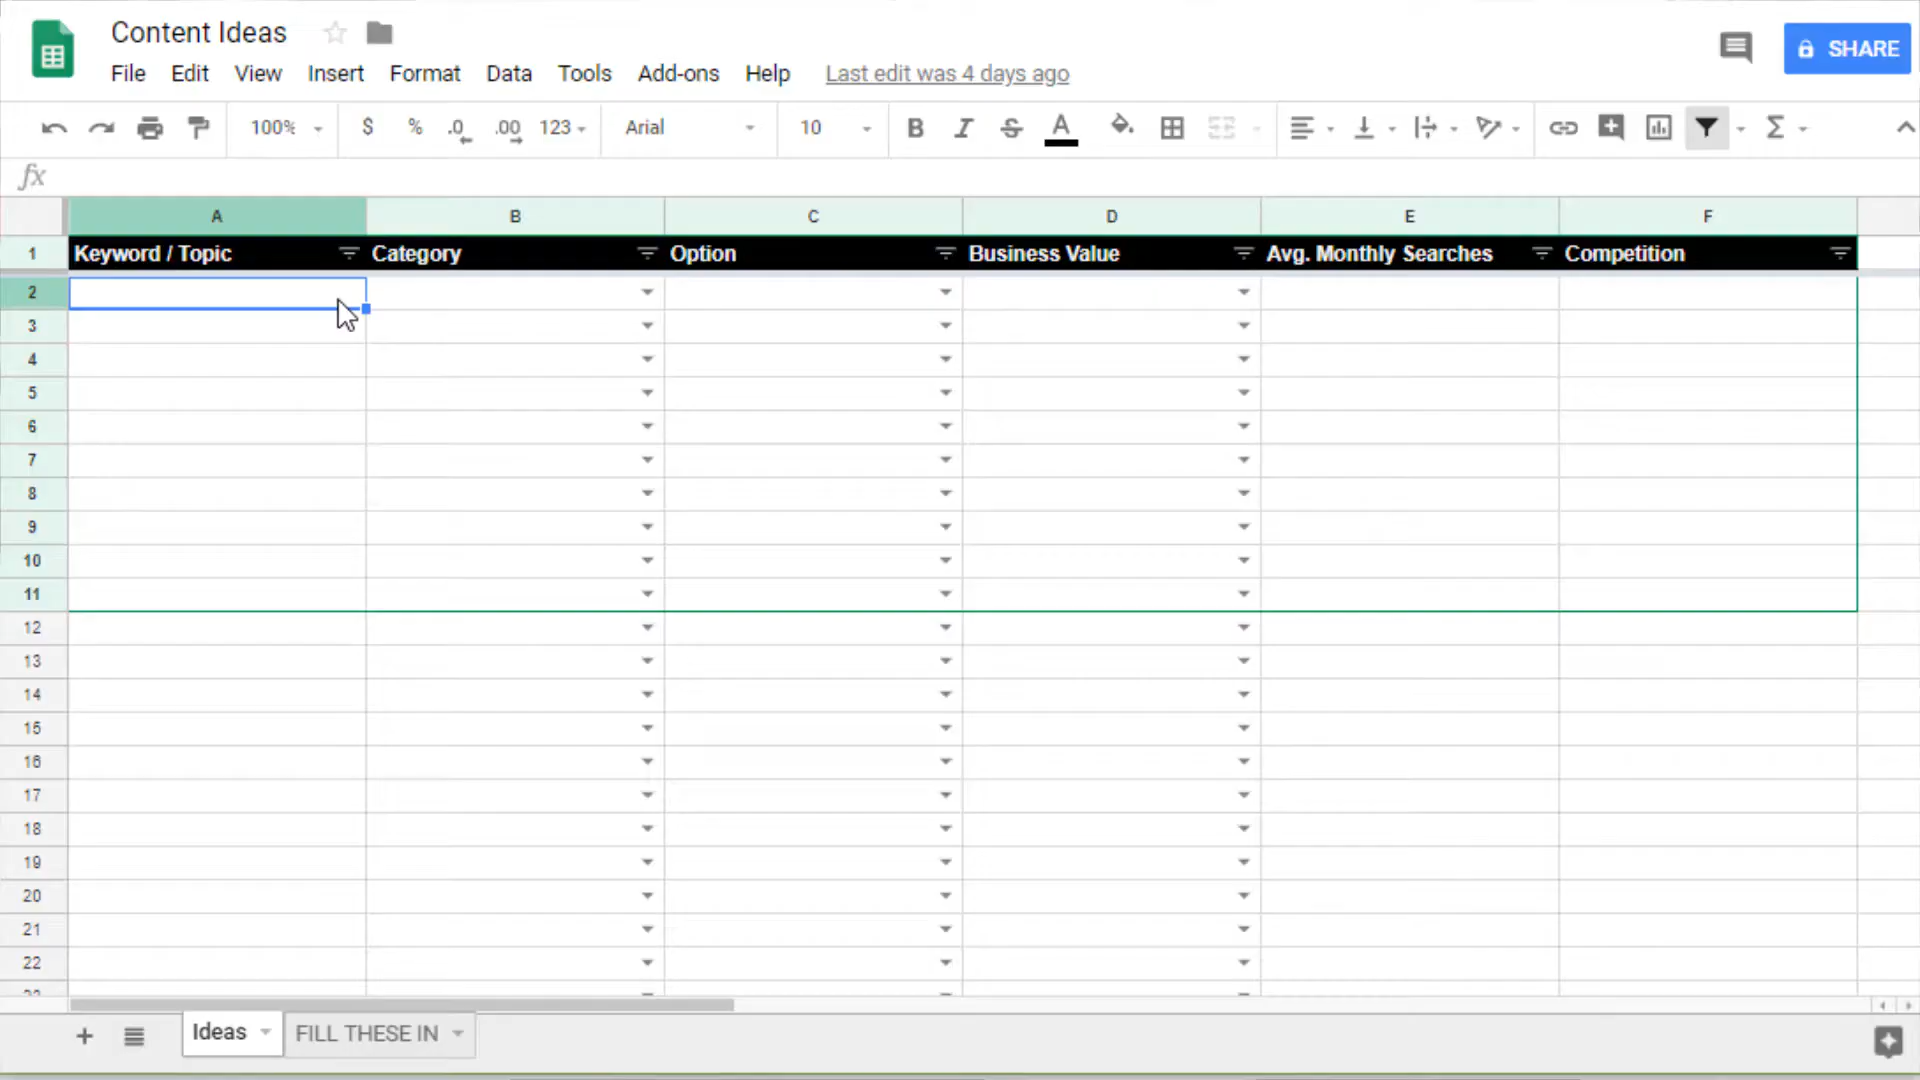 Content Ideas
File Edit View Insert Format Data Tools Add-ons Help Last edit was 4 days ago
SHARE
100% $ % .0 .00 123 Arial 10 B I S A Σ
fx
A B C D E F
1 Keyword / Topic Category Option Business Value Avg. Monthly Searches Competition
2
3
4
5
6
7
8
9
10
11
12
13
14
15
16
17
18
19
20
21
22
Ideas FILL THESE IN